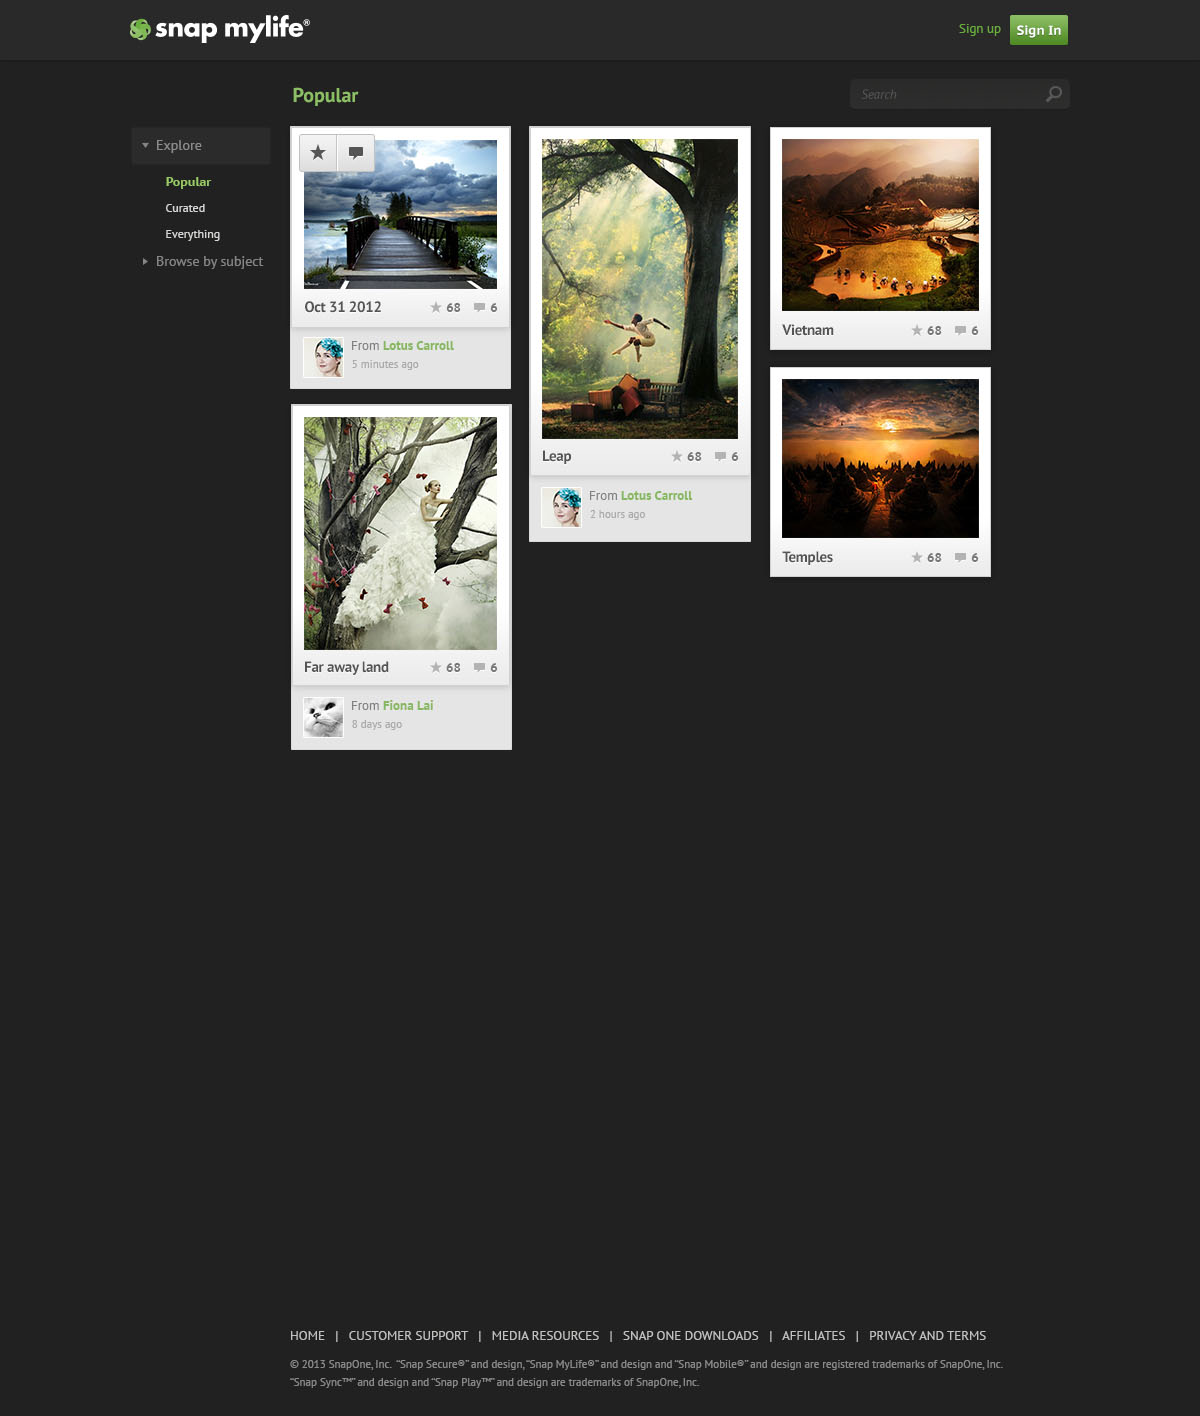 snap mylife®
Sign up
Sign In
Popular
Search
Explore
Popular
Curated
Everything
Browse by subject
Oct 31 2012 68 6
From Lotus Carroll
5 minutes ago
Far away land 68 6
From Fiona Lai
8 days ago
Leap 68 6
From Lotus Carroll
2 hours ago
Vietnam 68 6
Temples 68 6
HOME | CUSTOMER SUPPORT | MEDIA RESOURCES | SNAP ONE DOWNLOADS | AFFILIATES | PRIVACY AND TERMS
© 2013 SnapOne, Inc. "Snap Secure®" and design, "Snap MyLife®" and design and "Snap Mobile®" and design are registered trademarks of SnapOne, Inc.
"Snap Sync™" and design and "Snap Play™" and design are trademarks of SnapOne, Inc.